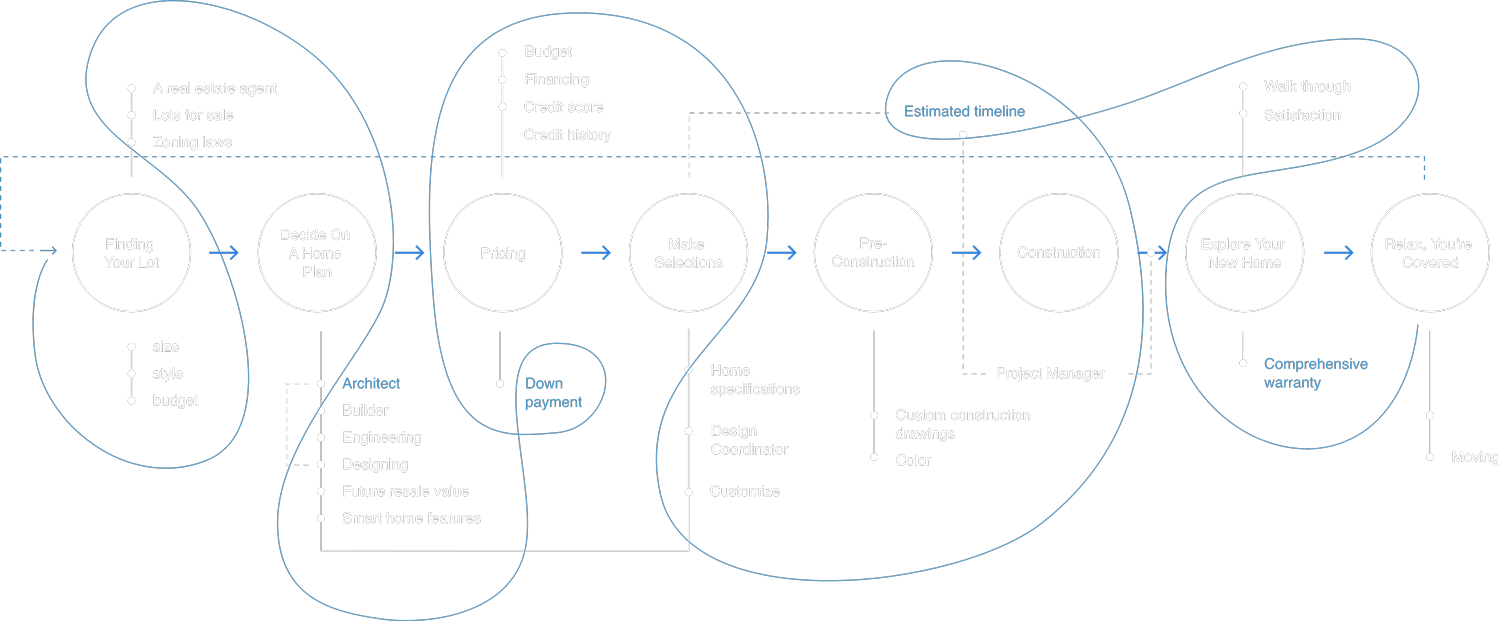 A real estate agent
Lots for sale
Zoning laws
Finding
Your Lot
size
style
budget
Decide On
A Home
Plan
Architect
Builder
Engineering
Designing
Future resale value
Smart home features
Budget
Financing
Credit score
Credit history
Pricing
Down
payment
Make
Selections
Home
specifications
Design
Coordinator
Customize
Pre-
Construction
Custom construction
drawings
Color
Estimated timeline
Construction
Project Manager
Walk through
Satisfaction
Explore Your
New Home
Comprehensive
warranty
Relax, You're
Covered
Moving